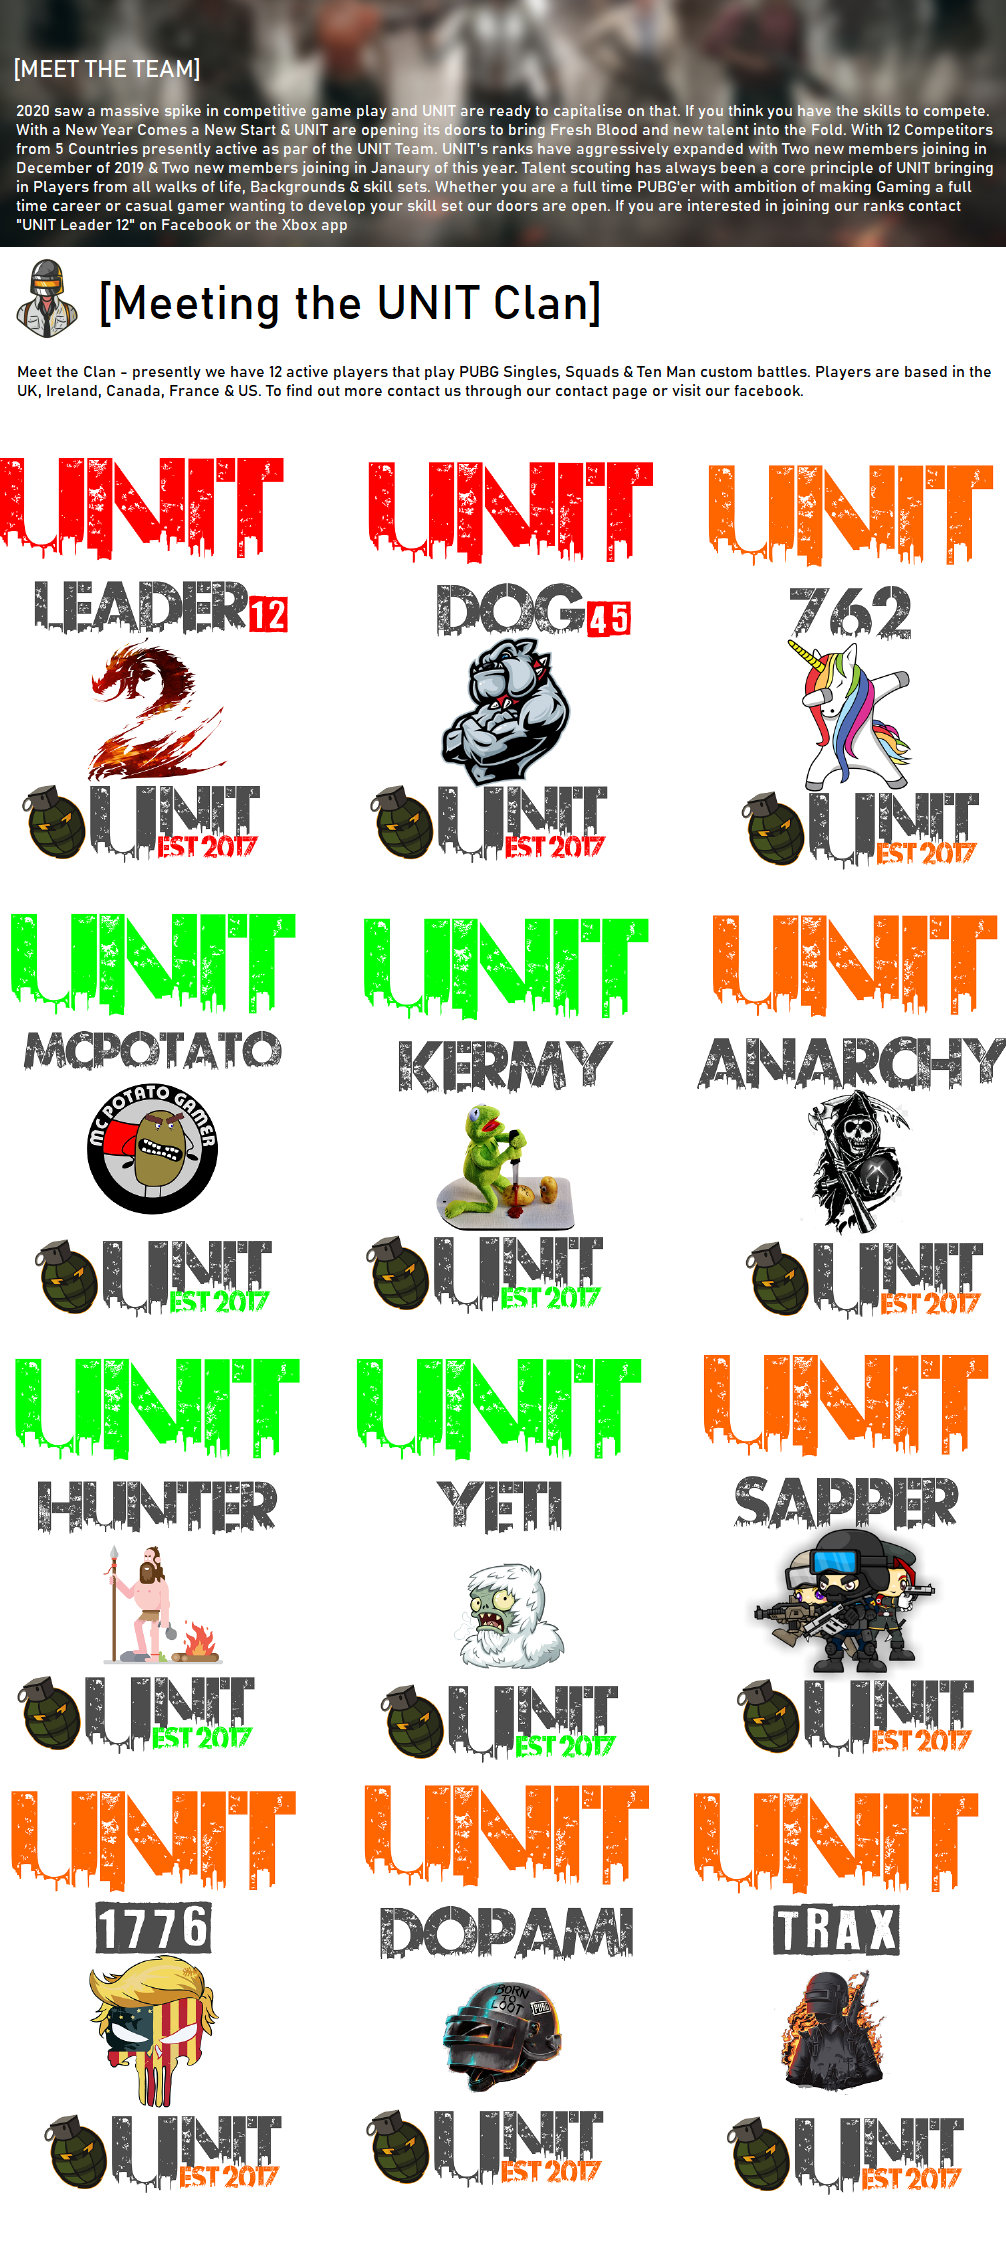 [MEET THE TEAM]
2020 saw a massive spike in competitive game play and UNIT are ready to capitalise on that. If you think you have the skills to compete.
With a New Year Comes a New Start & UNIT are opening its doors to bring Fresh Blood and new talent into the Fold. With 12 Competitors
from 5 Countries presently active as par of the UNIT Team. UNIT's ranks have aggressively expanded with Two new members joining in
December of 2019 & Two new members joining in Janaury of this year. Talent scouting has always been a core principle of UNIT bringing
in Players from all walks of life, Backgrounds & skill sets. Whether you are a full time PUBG'er with ambition of making Gaming a full
time career or casual gamer wanting to develop your skill set our doors are open. If you are interested in joining our ranks contact
"UNIT Leader 12" on Facebook or the Xbox app
[Meeting the UNIT Clan]
Meet the Clan - presently we have 12 active players that play PUBG Singles, Squads & Ten Man custom battles. Players are based in the
UK, Ireland, Canada, France & US. To find out more contact us through our contact page or visit our facebook.
UNIT
LEADER 12
UNIT
EST 2017
UNIT
DOG 45
UNIT
EST 2017
UNIT
762
UNIT
EST 2017
UNIT
MCPOTATO
MC POTATO GAMER
UNIT
EST 2017
UNIT
KERMY
UNIT
EST 2017
UNIT
ANARCHY
UNIT
EST 2017
UNIT
HUNTER
UNIT
EST 2017
UNIT
YETI
UNIT
EST 2017
UNIT
SAPPER
UNIT
EST 2017
UNIT
1776
UNIT
EST 2017
UNIT
DOPAMI
BORN
TO
LOOT
PUBG
UNIT
EST 2017
UNIT
TRAX
UNIT
EST 2017